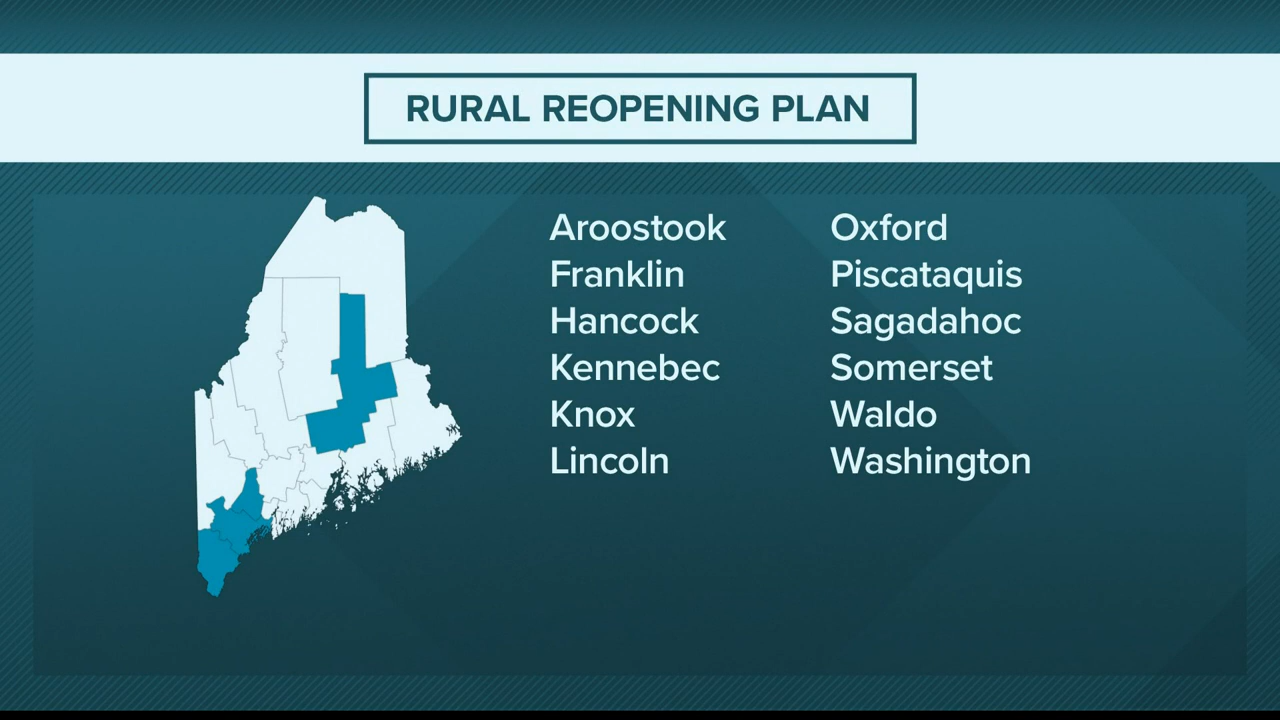 RURAL REOPENING PLAN
Aroostook
Franklin
Hancock
Kennebec
Knox
Lincoln
Oxford
Piscataquis
Sagadahoc
Somerset
Waldo
Washington